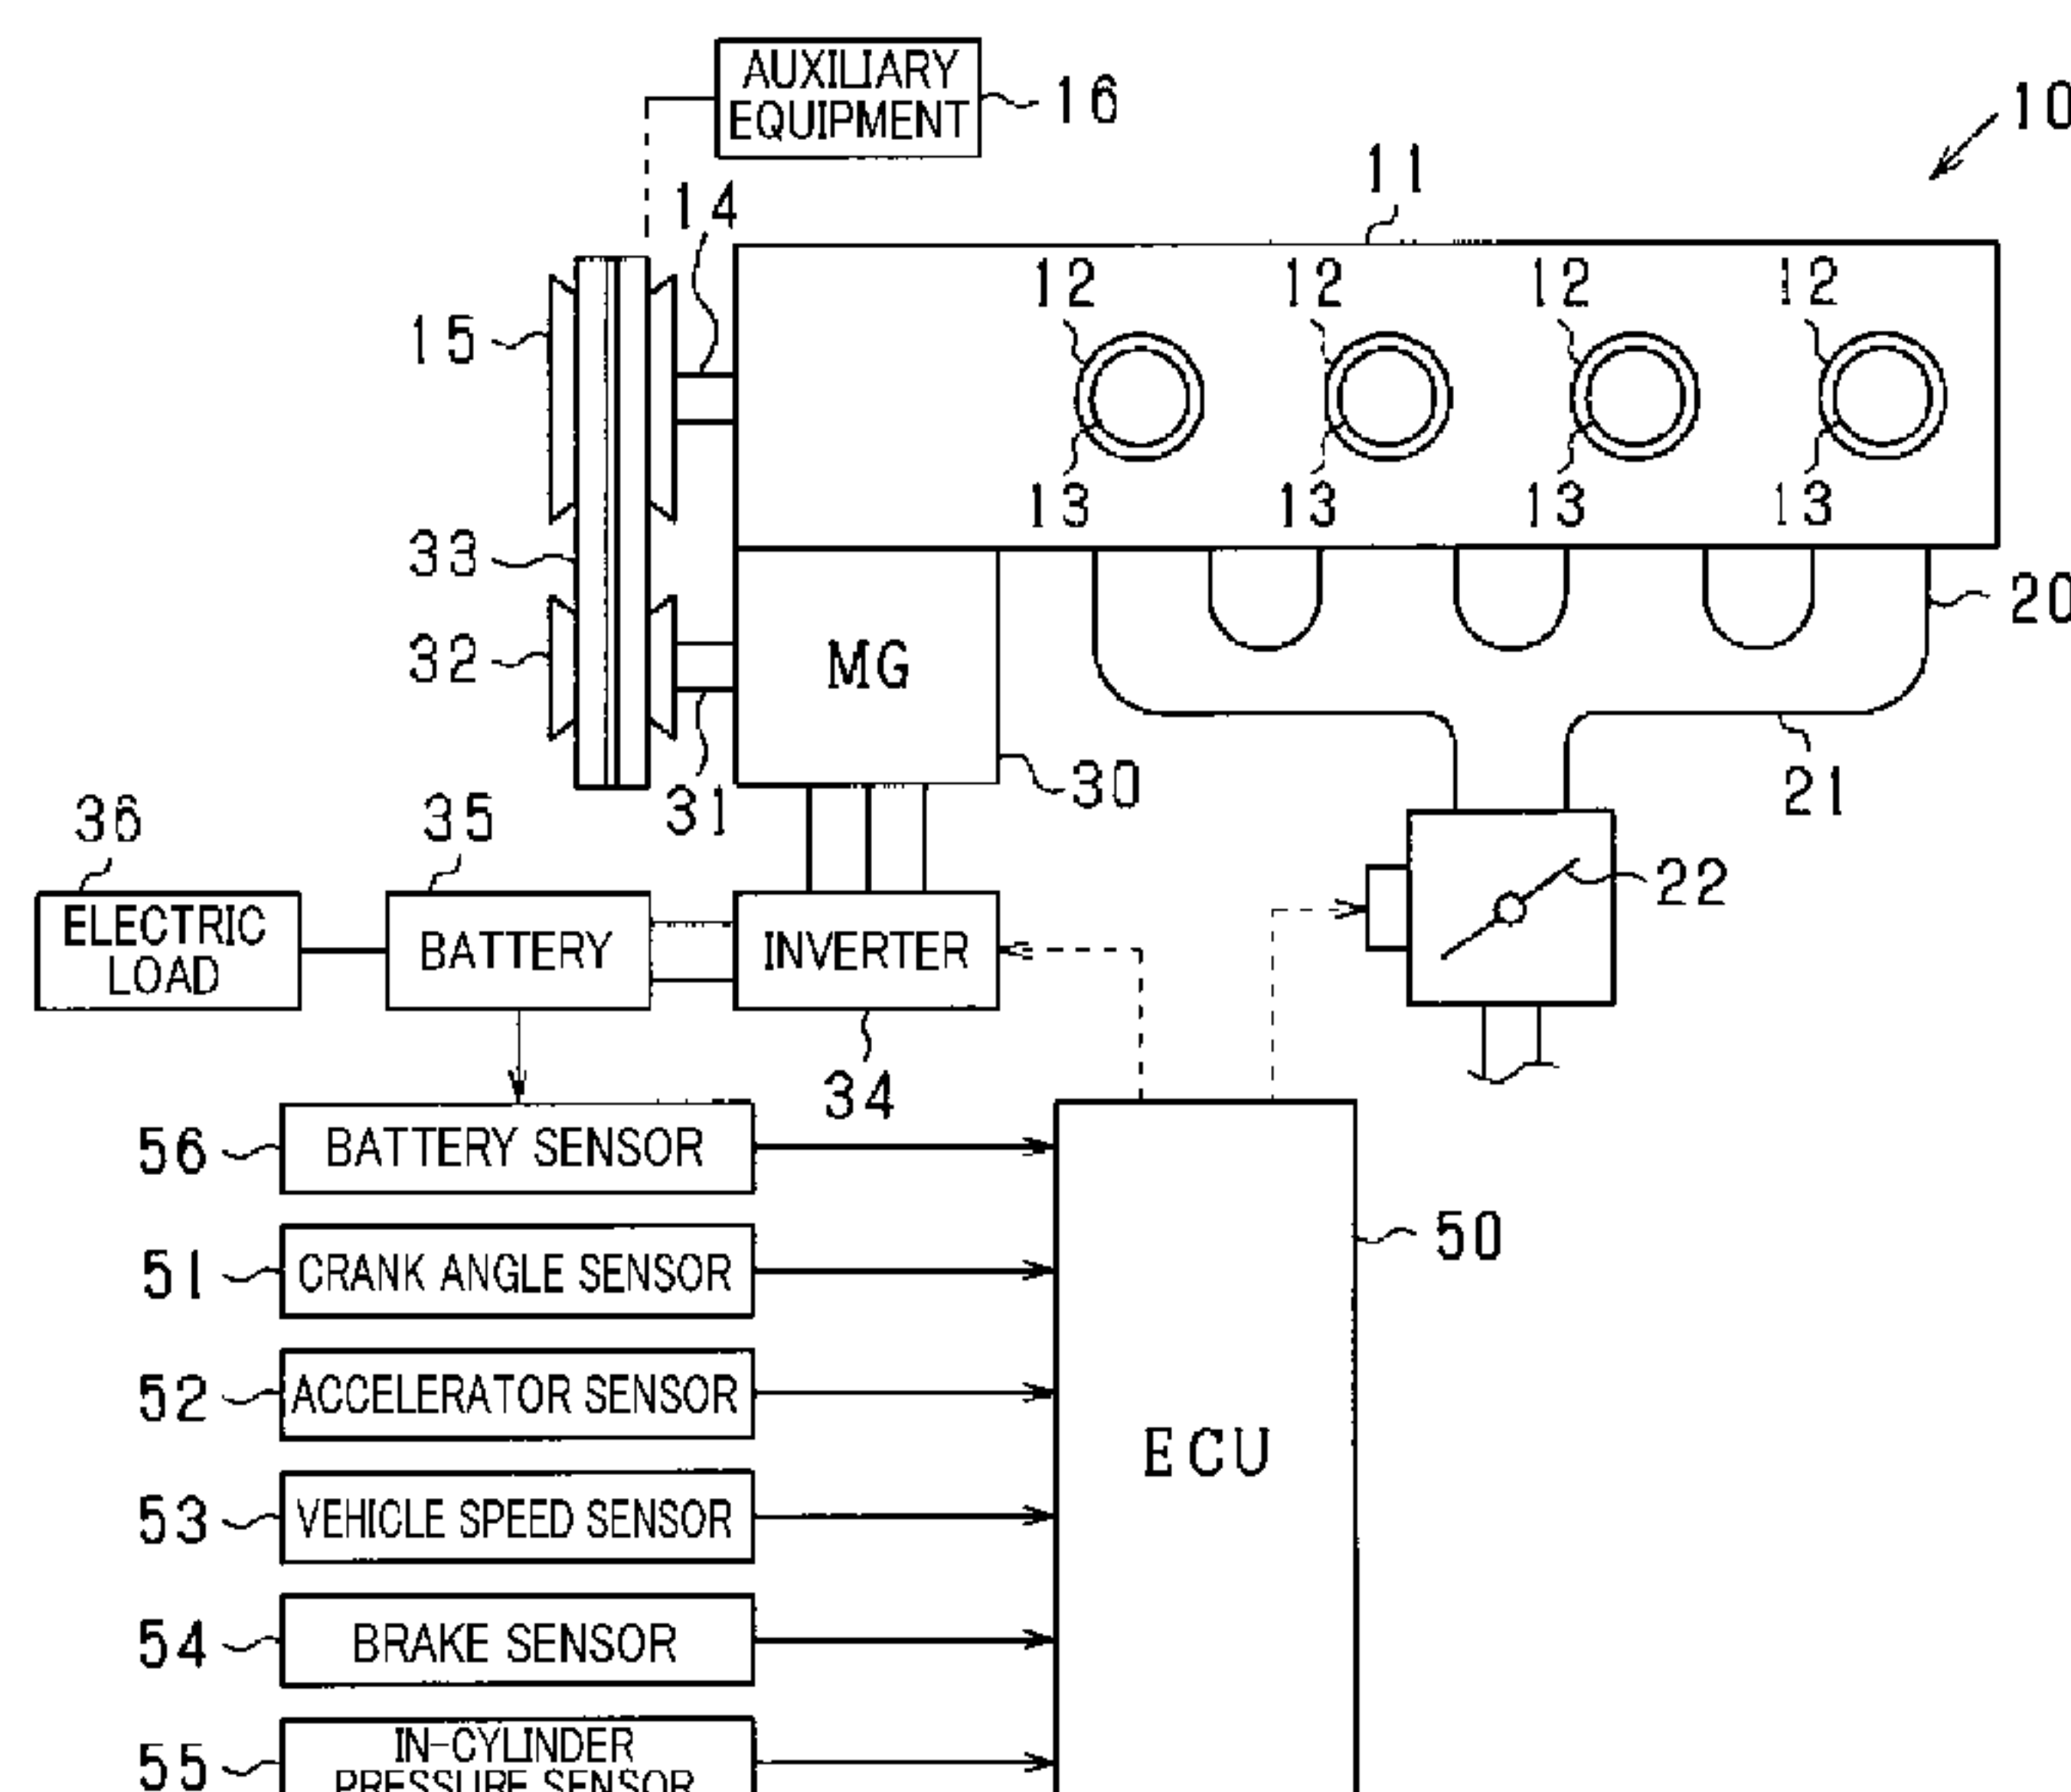 AUXILIARY
EQUIPMENT
16
10
14
11
12 12 12 12
15
13 13 13 13
33
20
32
MG
31
30
21
36
35
22
ELECTRIC
LOAD
BATTERY
INVERTER
34
56
BATTERY SENSOR
50
51
CRANK ANGLE SENSOR
52
ACCELERATOR SENSOR
ECU
53
VEHICLE SPEED SENSOR
54
BRAKE SENSOR
55
IN-CYLINDER
PRESSURE SENSOR